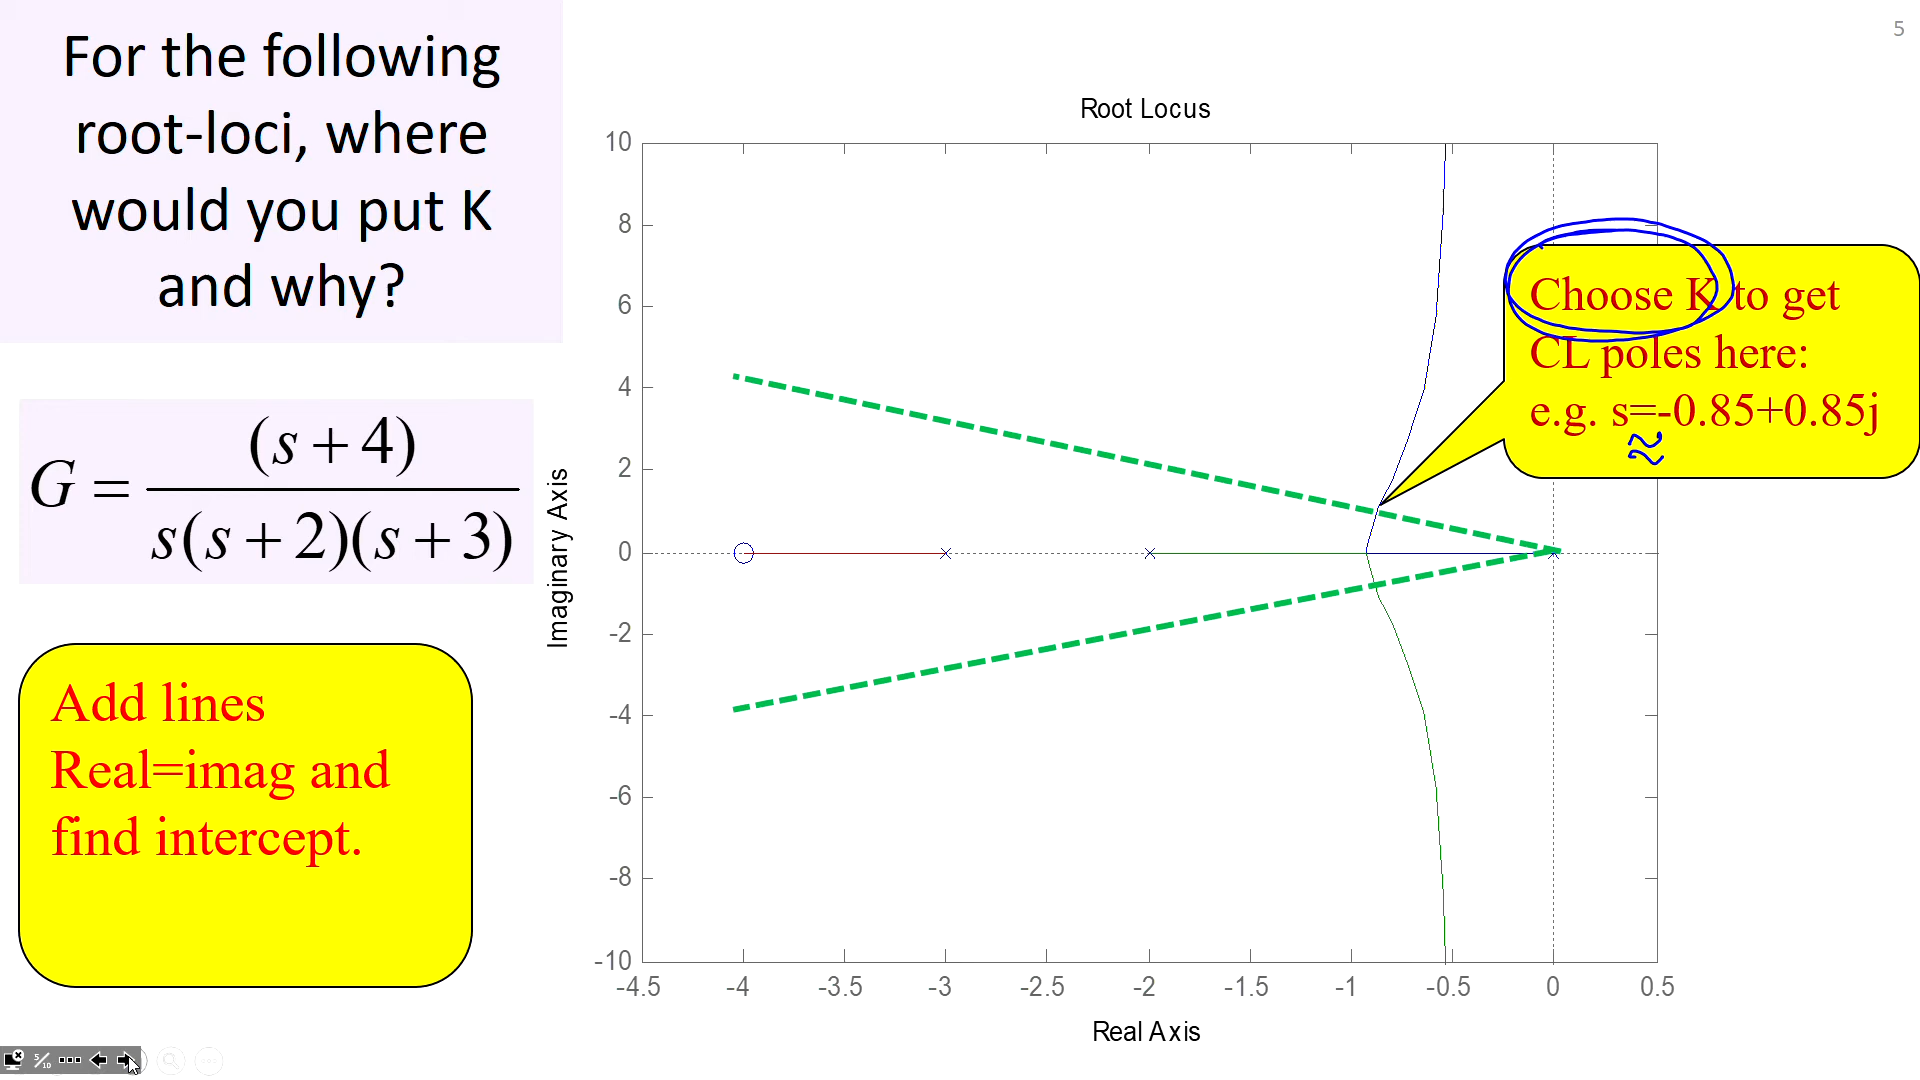 5
For the following
root-loci, where
would you put K
and why?
G = (s + 4) / s(s + 2)(s + 3)
Add lines
Real=imag and
find intercept.
Root Locus
Imaginary Axis
10
8
6
4
2
0
-2
-4
-6
-8
-10
-4.5 -4 -3.5 -3 -2.5 -2 -1.5 -1 -0.5 0 0.5
Real Axis
Choose K to get
CL poles here:
e.g. s=-0.85+0.85j
≈
5/10